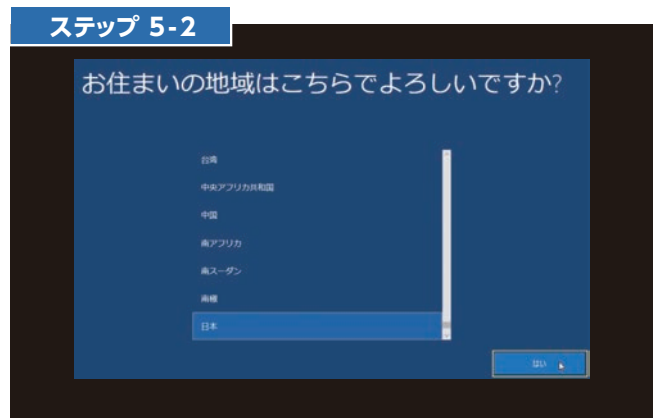 ステップ 5-2
お住まいの地域はこちらでよろしいですか?
台湾
中央アフリカ共和国
中国
南アフリカ
南スーダン
南極
日本
はい